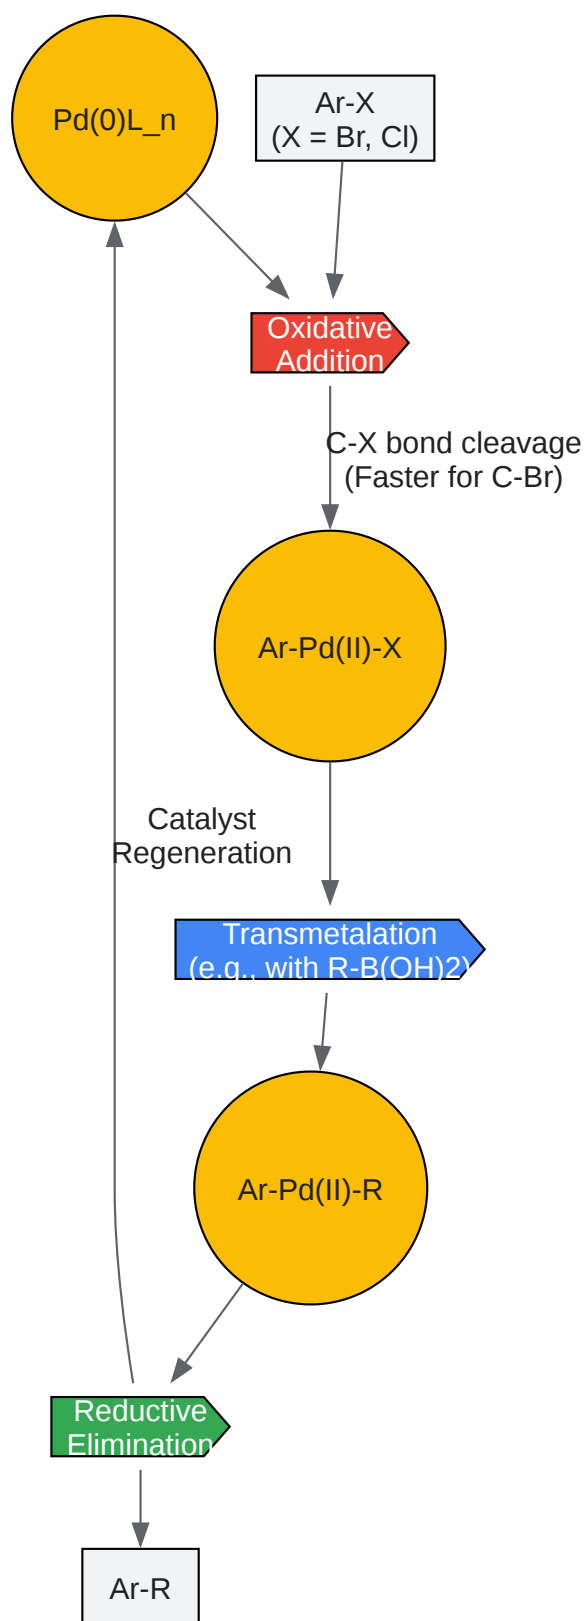 Pd(0)L_n
Ar-X
(X = Br, Cl)
Oxidative
Addition
C-X bond cleavage
(Faster for C-Br)
Ar-Pd(II)-X
Catalyst
Regeneration
Transmetalation
(e.g., with R-B(OH)2)
Ar-Pd(II)-R
Reductive
Elimination
Ar-R